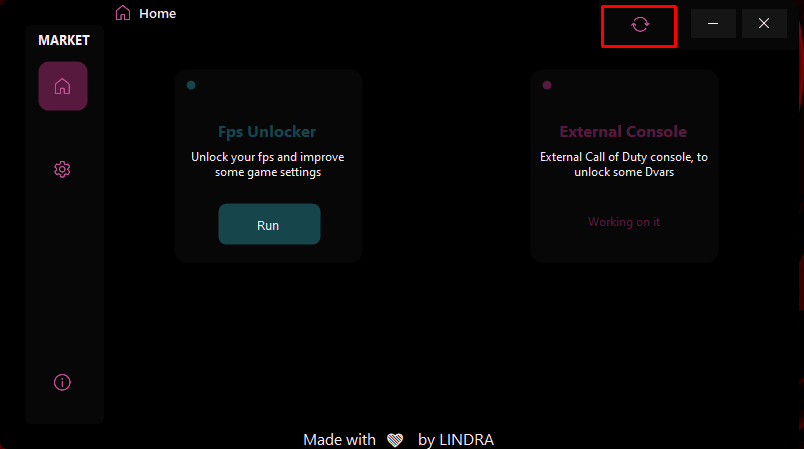 Home
MARKET
Fps Unlocker
Unlock your fps and improve
some game settings
Run
External Console
External Call of Duty console, to
unlock some Dvars
Working on it
Made with by LINDRA